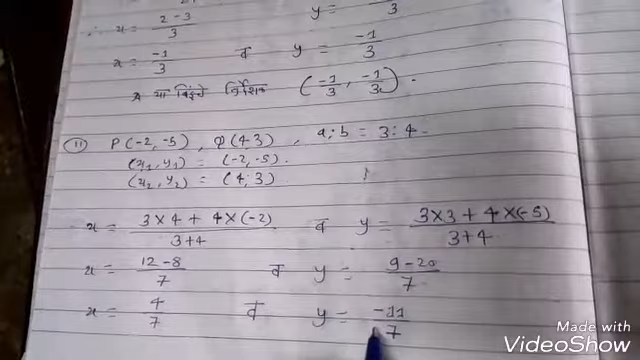 ∴ x = (2 - 3)/3    y = /3
x = -1/3 व y = -1/3
A या बिंदूचे निर्देशक (-1/3, -1/3).
(11) P(-2, -5), Q(4, 3), a:b = 3:4.
(x₁, y₁) = (-2, -5).
(x₂, y₂) = (4, 3)
x = (3×4 + 4×(-2))/(3+4) व y = (3×3 + 4×(-5))/(3+4)
x = (12-8)/7 व y = (9-20)/7
x = 4/7 व y = -11/7
Made with
VideoShow